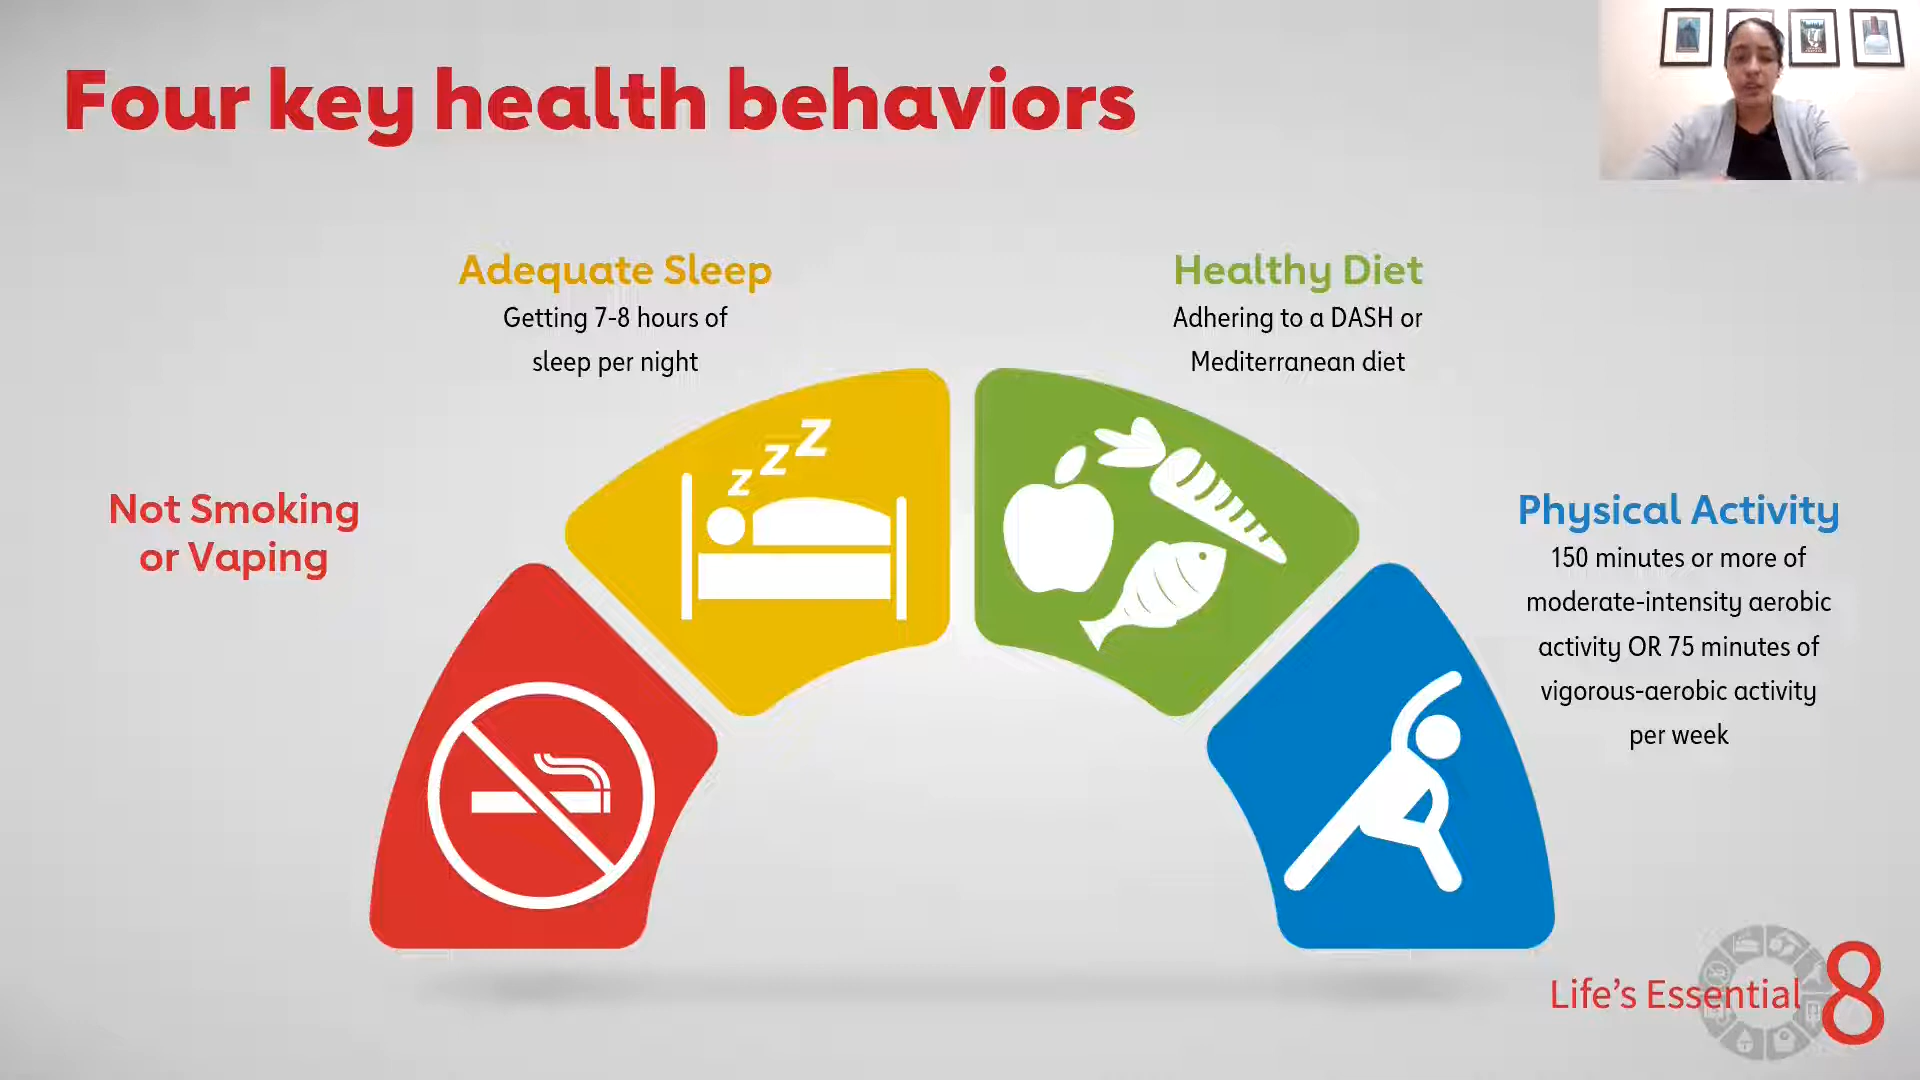 Four key health behaviors
Adequate Sleep
Getting 7-8 hours of
sleep per night
Healthy Diet
Adhering to a DASH or
Mediterranean diet
Not Smoking
or Vaping
Physical Activity
150 minutes or more of
moderate-intensity aerobic
activity OR 75 minutes of
vigorous-aerobic activity
per week
z z z
Life's Essential 8